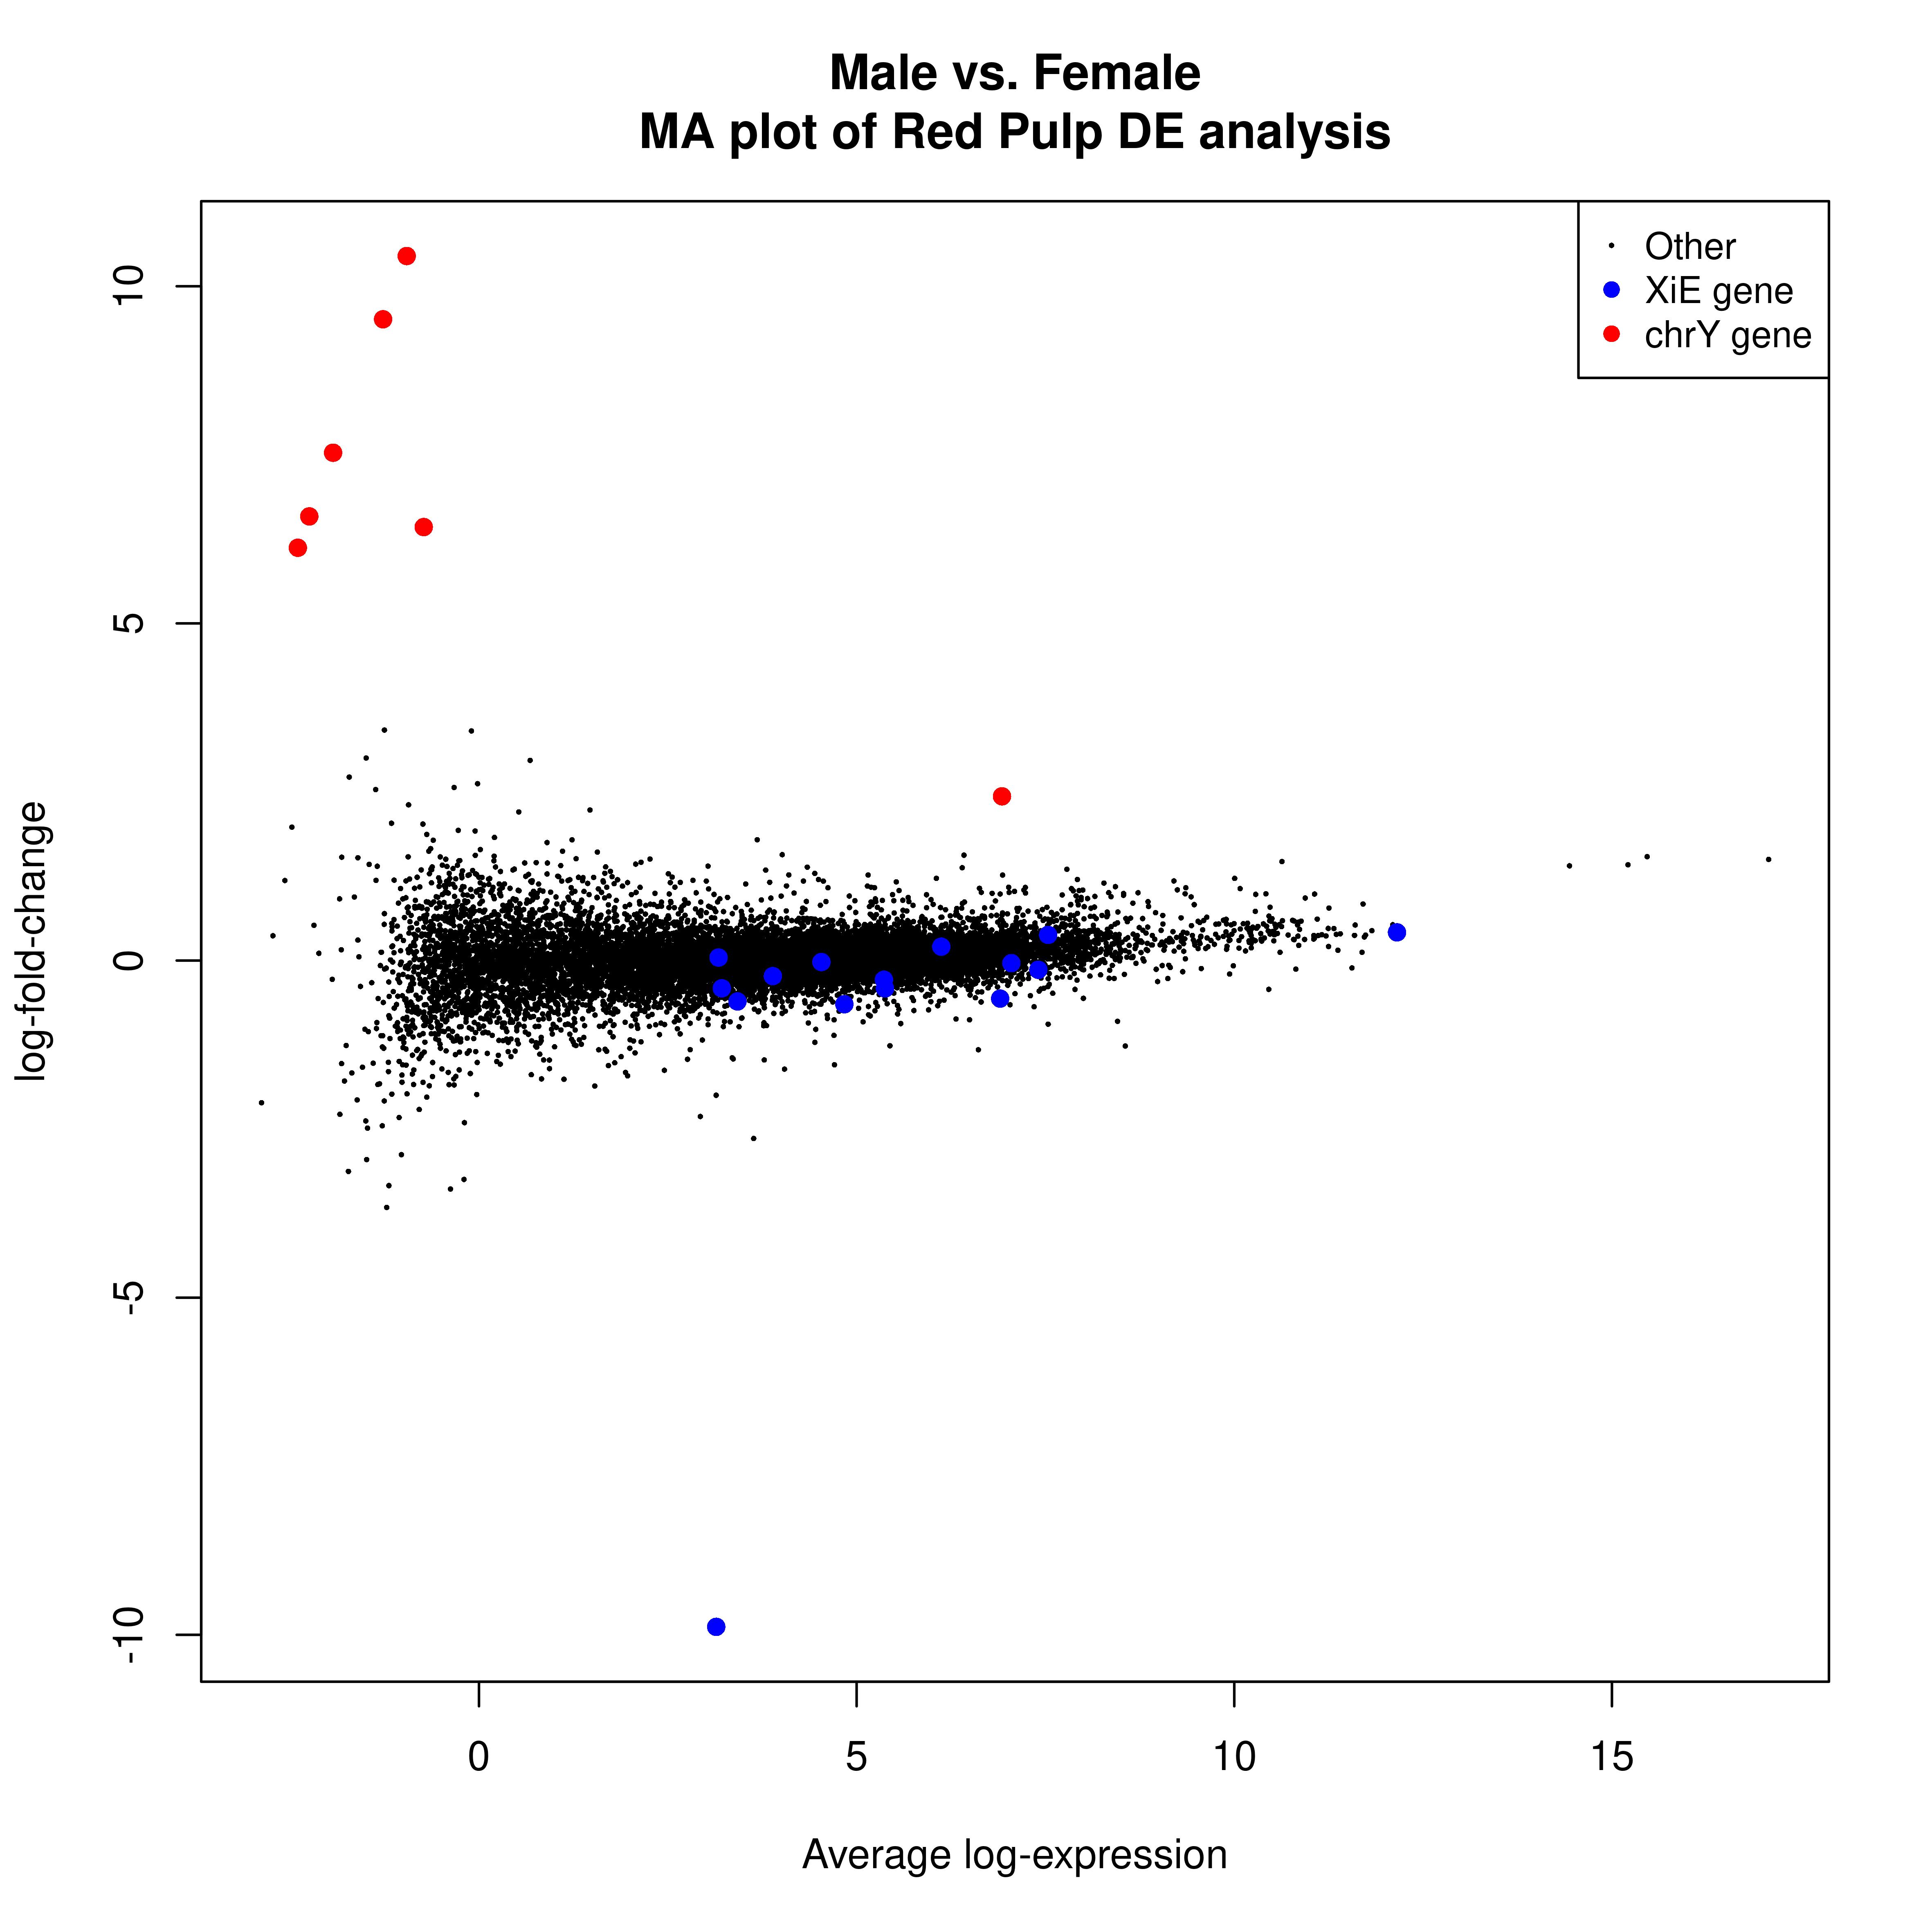 Male vs. Female
MA plot of Red Pulp DE analysis
Other
XiE gene
chrY gene
log-fold-change
10
5
0
-5
-10
0 5 10 15
Average log-expression